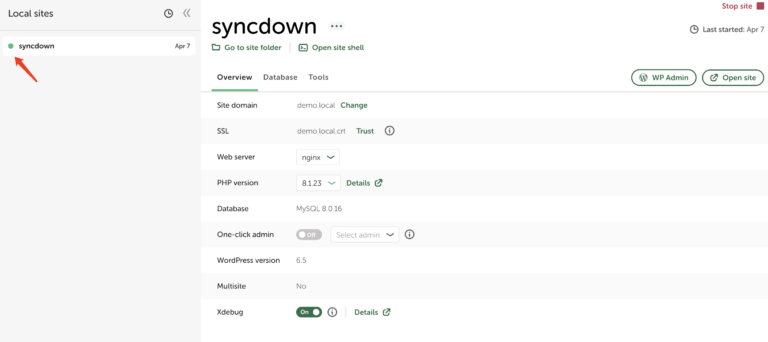 Local sites
syncdown
Apr 7
Stop site
syncdown
Last started: Apr 7
Go to site folder
Open site shell
Overview Database Tools
WP Admin
Open site
Site domain demo.local Change
SSL demo.local.crt Trust
Web server nginx
PHP version 8.1.23 Details
Database MySQL 8.0.16
One-click admin Off Select admin
WordPress version 6.5
Multisite No
Xdebug On Details